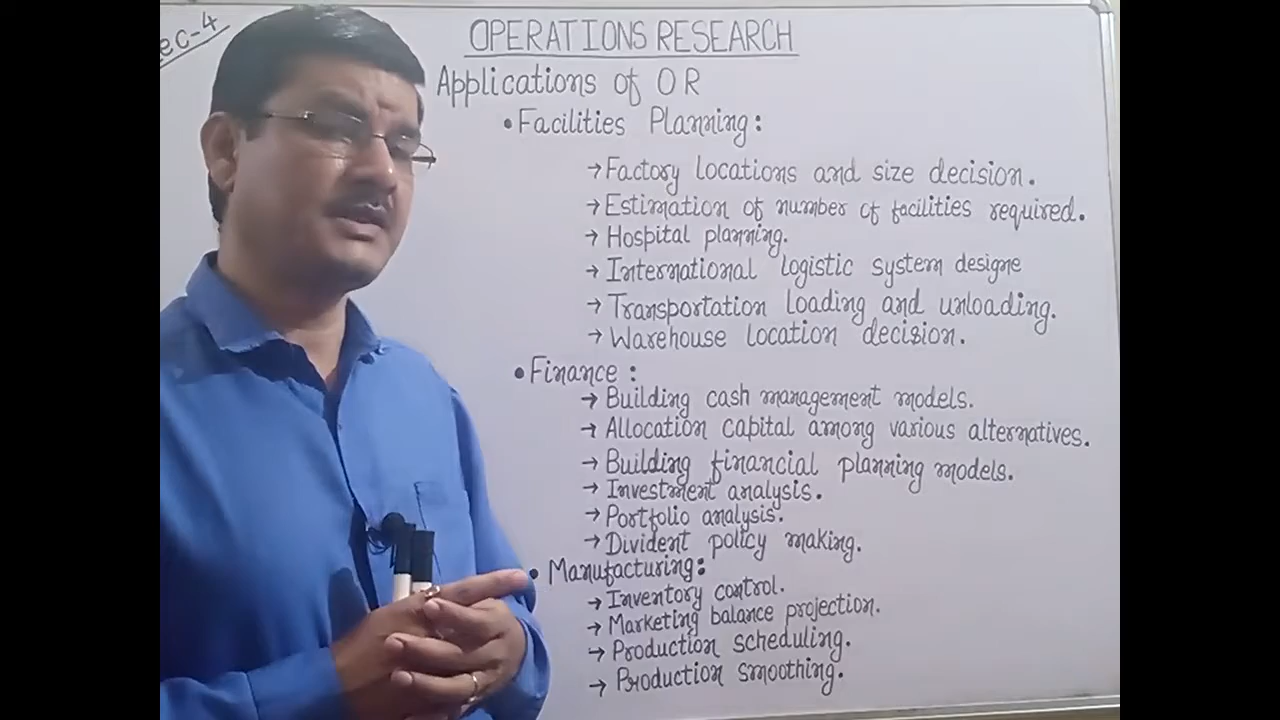 ec-4
OPERATIONS RESEARCH
Applications of OR
• Facilities Planning:
→ Factory locations and size decision.
→ Estimation of number of facilities required.
→ Hospital planning.
→ International logistic system designe
→ Transportation loading and unloading.
→ Warehouse location decision.
• Finance:
→ Building cash management models.
→ Allocation capital among various alternatives.
→ Building financial planning models.
→ Investment analysis.
→ Portfolio analysis.
→ Divident policy making.
• Manufacturing:
→ Inventory control.
→ Marketing balance projection.
→ Production scheduling.
→ Production smoothing.